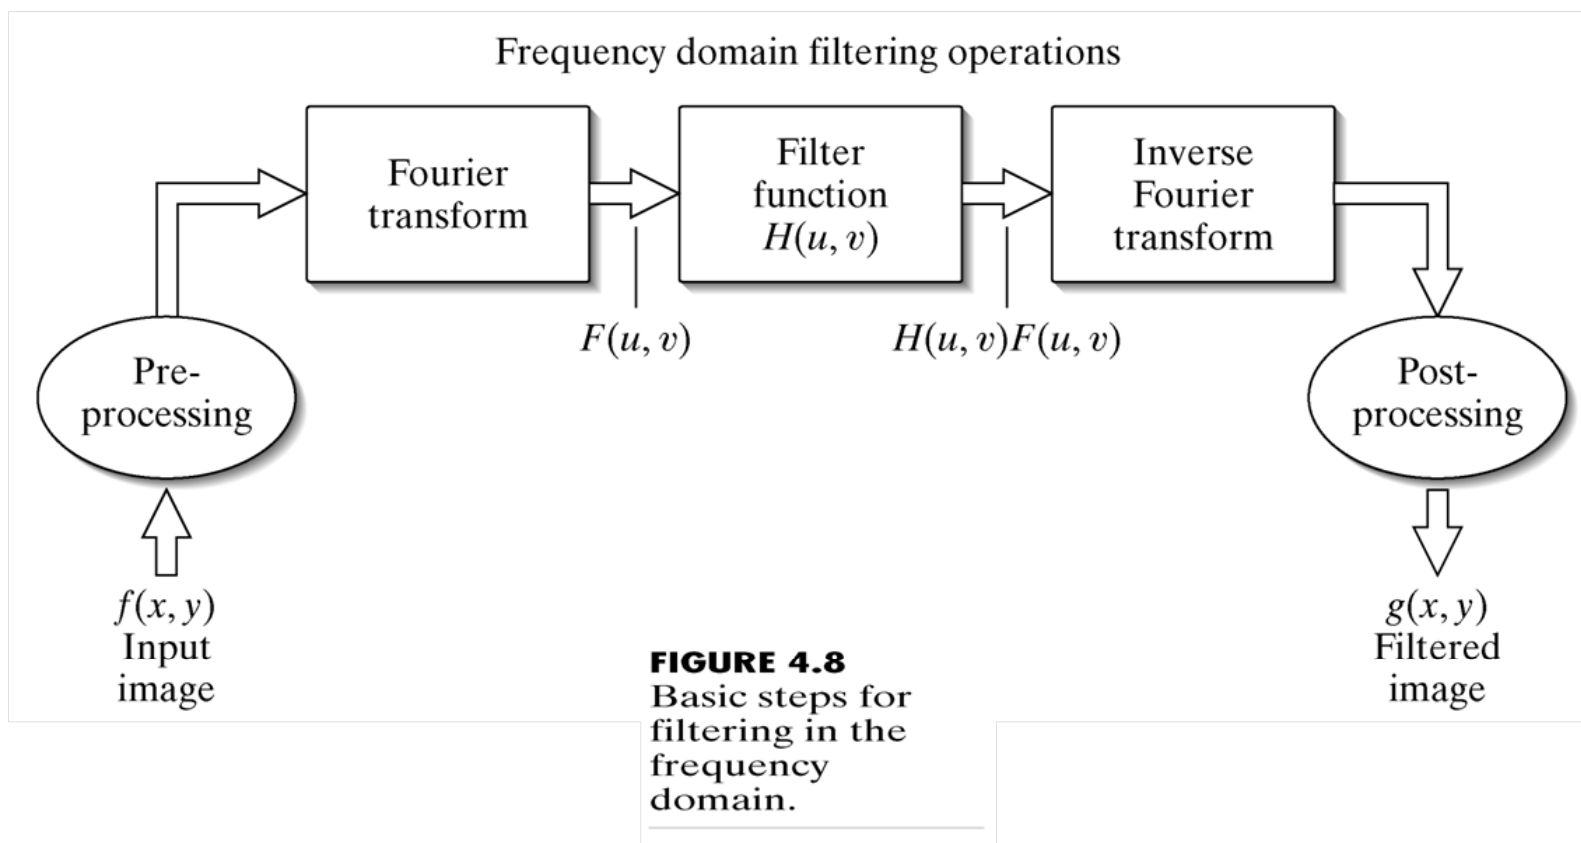 Frequency domain filtering operations
Fourier
transform
Filter
function
H(u, v)
Inverse
Fourier
transform
F(u, v)
H(u, v)F(u, v)
Pre-
processing
Post-
processing
f(x, y)
Input
image
g(x, y)
Filtered
image
FIGURE 4.8
Basic steps for
filtering in the
frequency
domain.